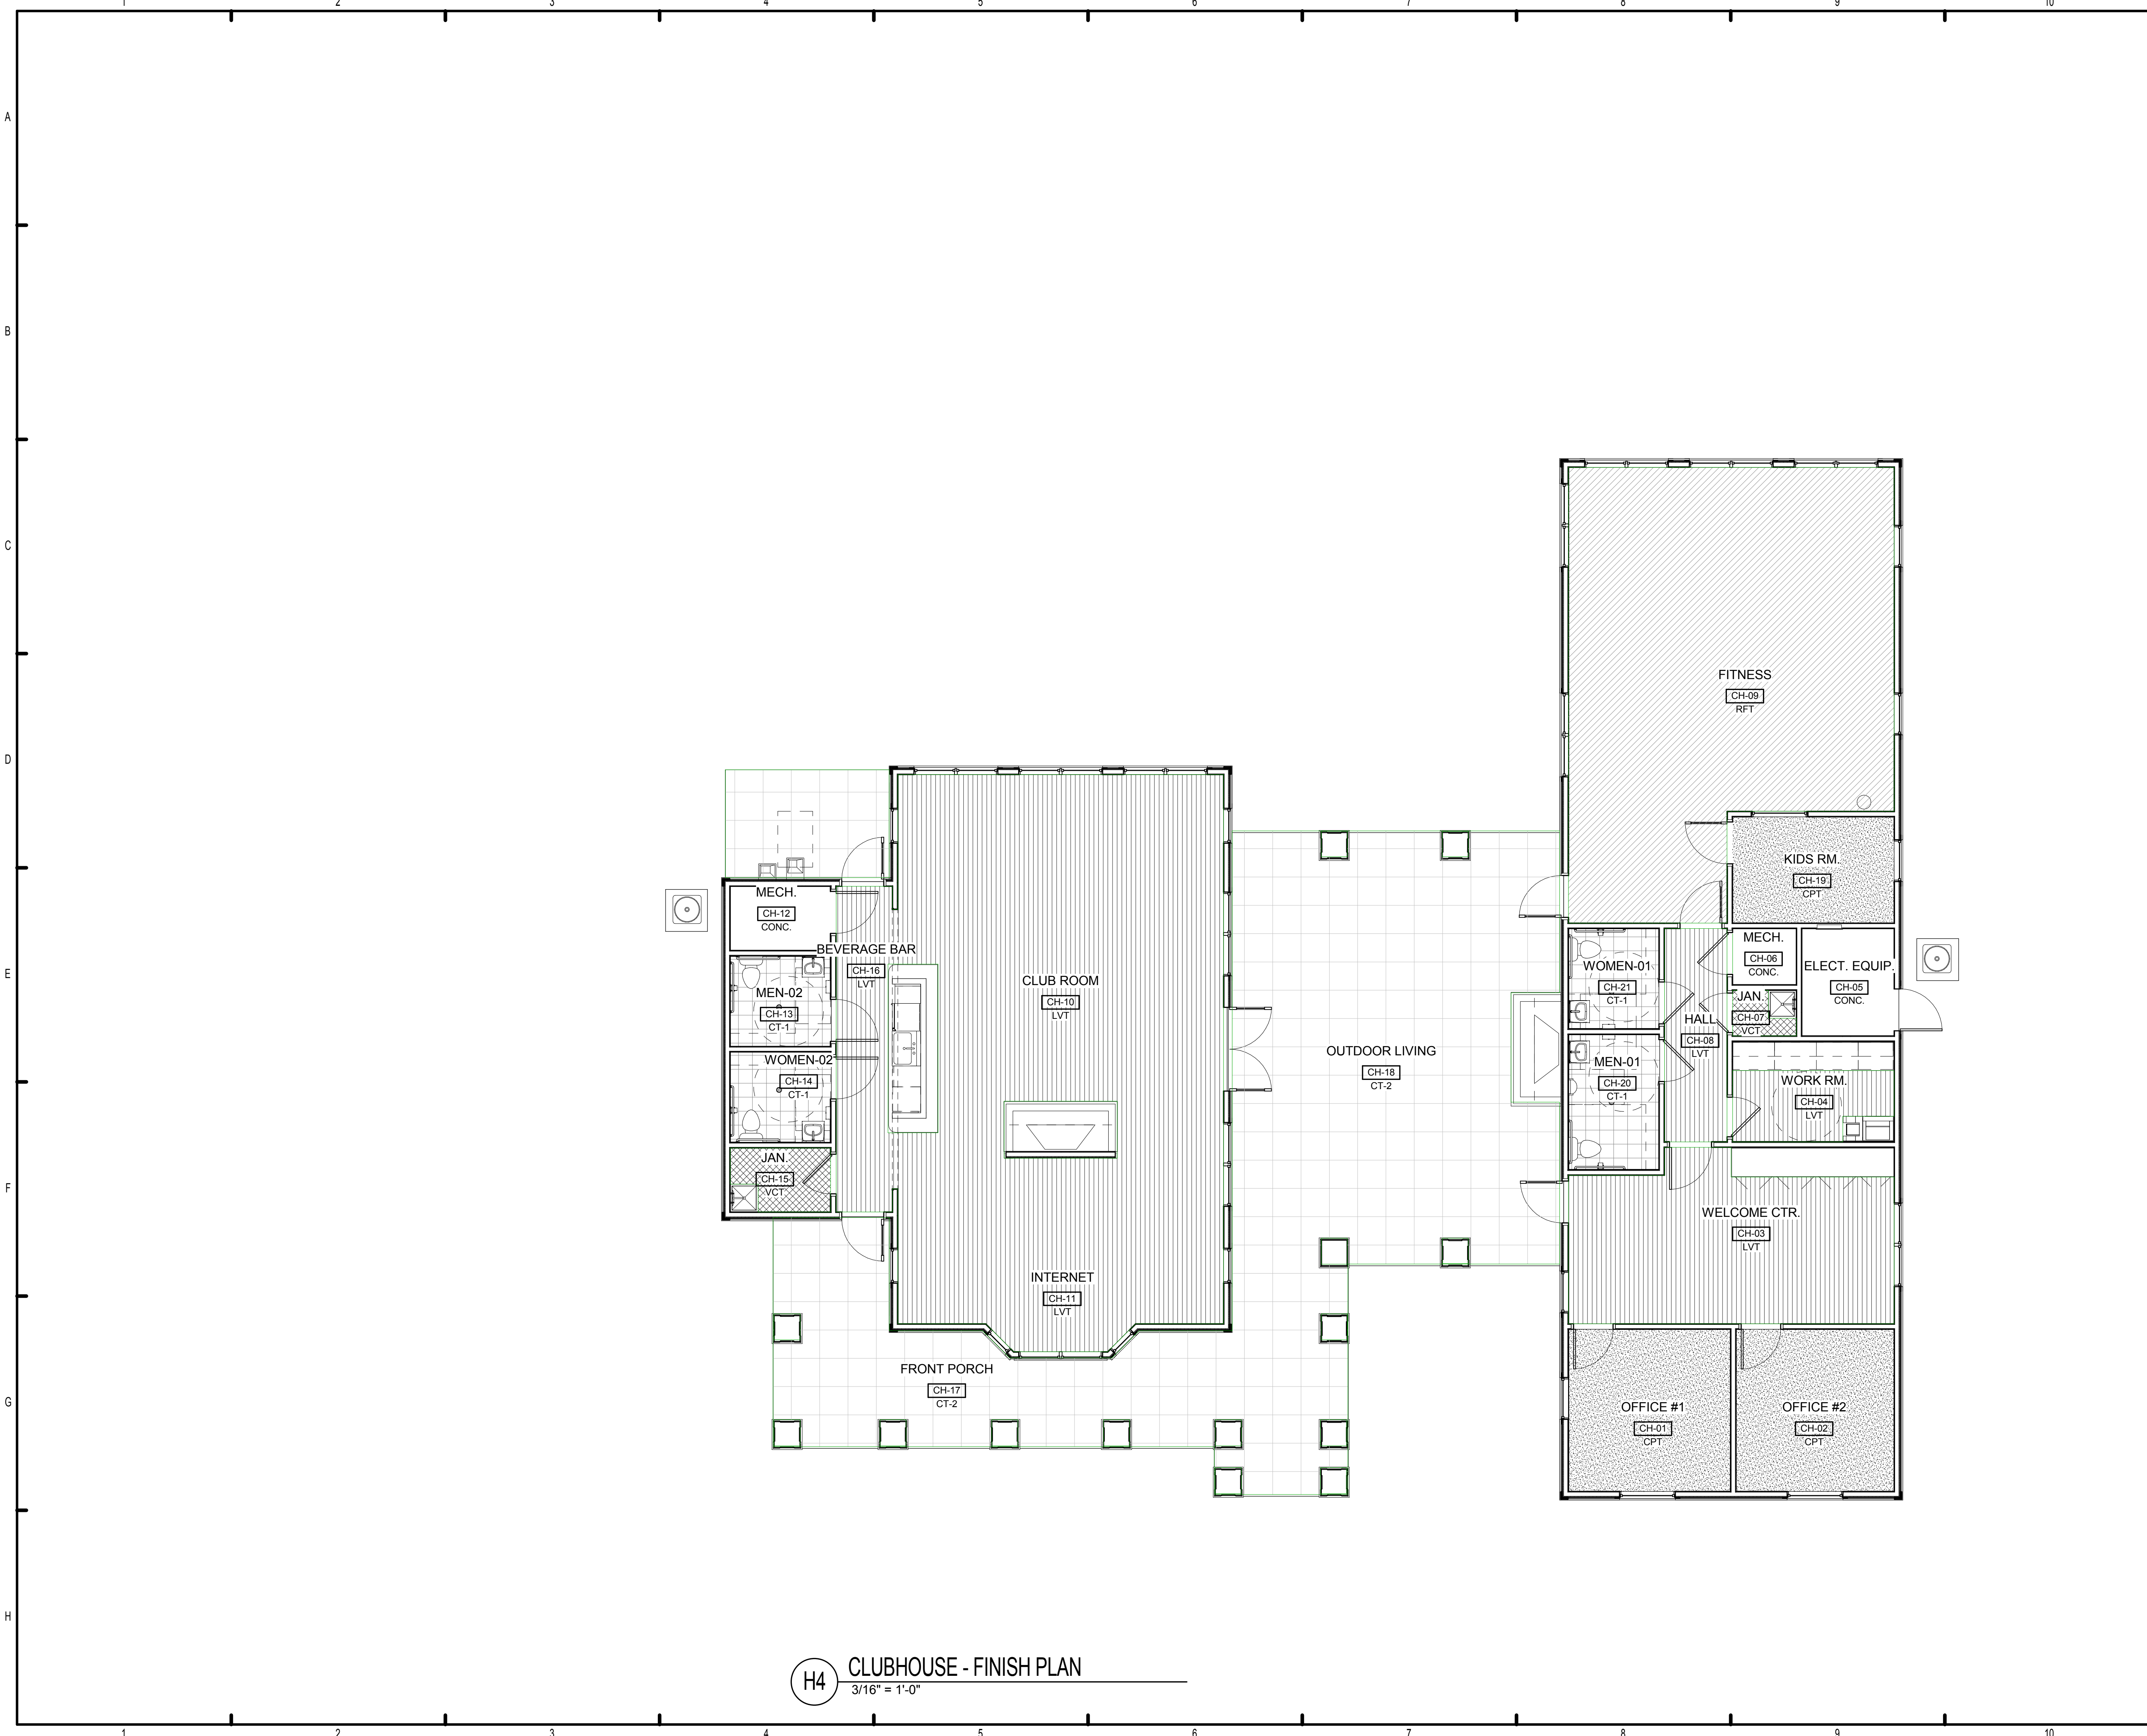 1 2 3 4 5 6 7 8 9 10
A
B
C
D
E
F
G
H
FITNESS
CH-09
RFT
KIDS RM.
CH-19
CPT
MECH.
CH-12
CONC.
BEVERAGE BAR
CH-16
LVT
MEN-02
CH-13
CT-1
WOMEN-02
CH-14
CT-1
JAN.
CH-15
VCT
CLUB ROOM
CH-10
LVT
INTERNET
CH-11
LVT
FRONT PORCH
CH-17
CT-2
OUTDOOR LIVING
CH-18
CT-2
WOMEN-01
CH-21
CT-1
MEN-01
CH-20
CT-1
HALL
CH-08
LVT
MECH.
CH-06
CONC.
JAN.
CH-07
VCT
ELECT. EQUIP.
CH-05
CONC.
WORK RM.
CH-04
LVT
WELCOME CTR.
CH-03
LVT
OFFICE #1
CH-01
CPT
OFFICE #2
CH-02
CPT
H4
CLUBHOUSE - FINISH PLAN
3/16" = 1'-0"
1 2 3 4 5 6 7 8 9 10